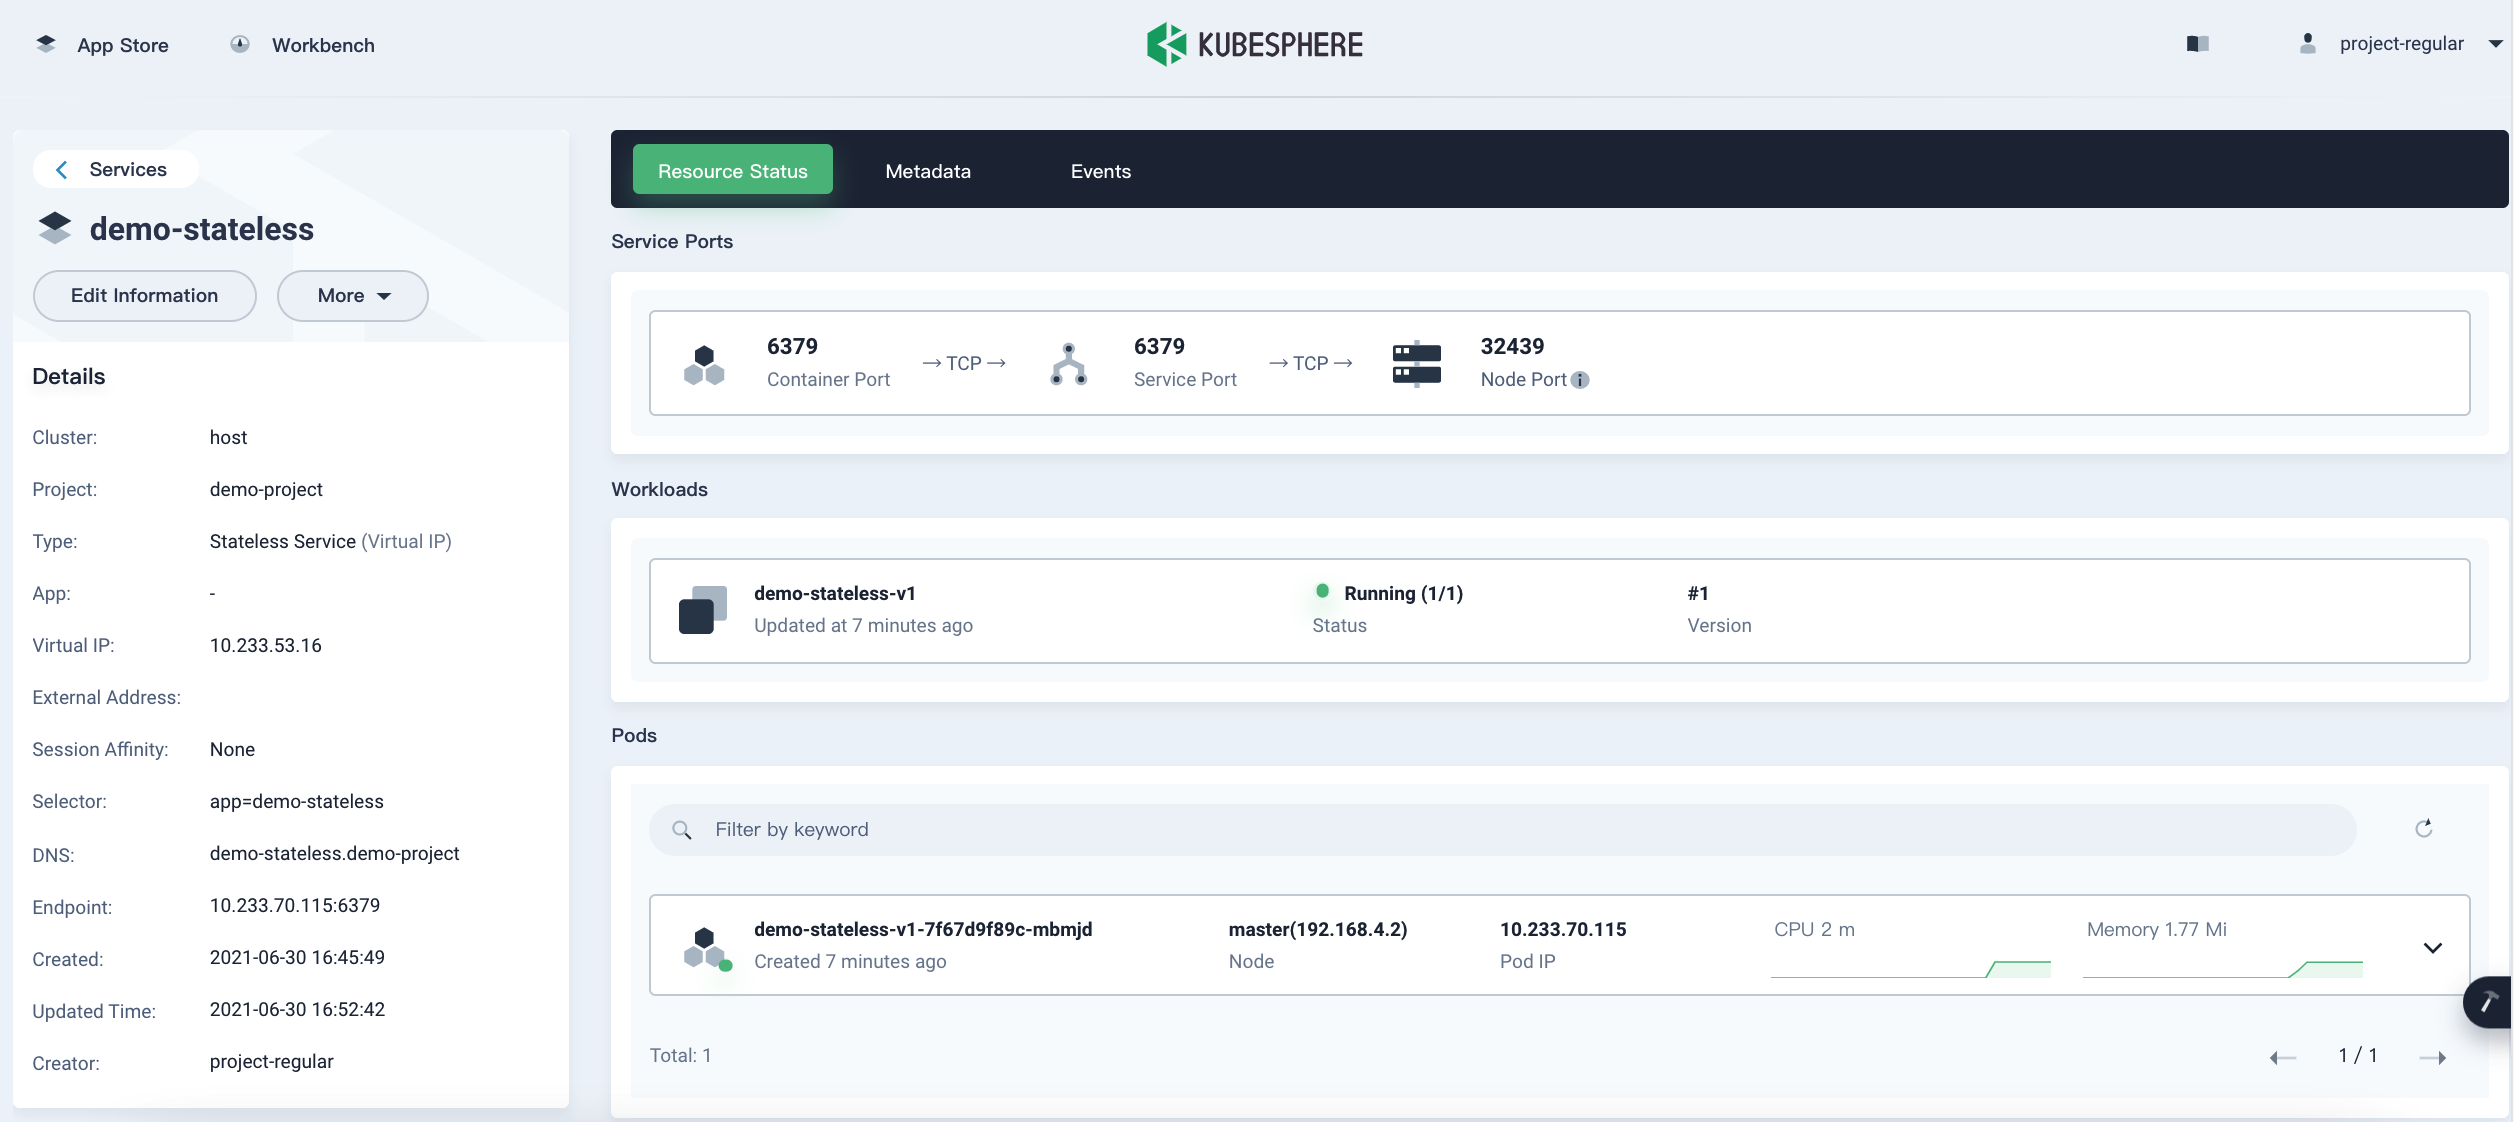 App Store
Workbench
KUBESPHERE
project-regular
Services
demo-stateless
Edit Information
More
Details
Cluster: host
Project: demo-project
Type: Stateless Service (Virtual IP)
App: -
Virtual IP: 10.233.53.16
External Address:
Session Affinity: None
Selector: app=demo-stateless
DNS: demo-stateless.demo-project
Endpoint: 10.233.70.115:6379
Created: 2021-06-30 16:45:49
Updated Time: 2021-06-30 16:52:42
Creator: project-regular
Resource Status
Metadata
Events
Service Ports
6379
Container Port
→ TCP →
6379
Service Port
→ TCP →
32439
Node Port
Workloads
demo-stateless-v1
Updated at 7 minutes ago
Running (1/1)
Status
#1
Version
Pods
Filter by keyword
demo-stateless-v1-7f67d9f89c-mbmjd
Created 7 minutes ago
master(192.168.4.2)
Node
10.233.70.115
Pod IP
CPU 2 m
Memory 1.77 Mi
Total: 1
1 / 1